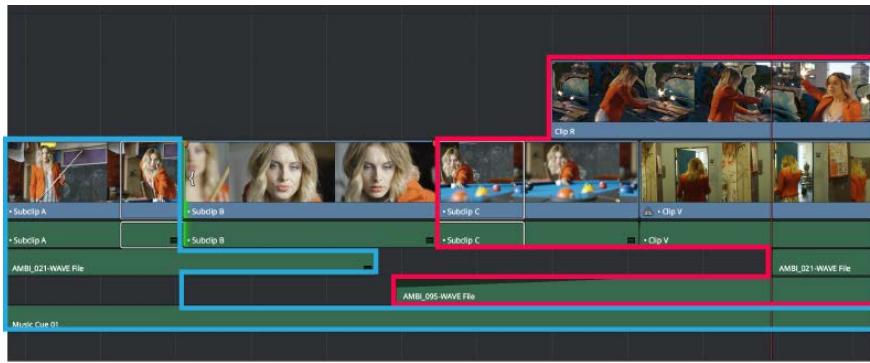 Clip R
• Subclip A
• Subclip B
• Subclip C
• Clip V
• Subclip A
• Subclip B
• Subclip C
• Clip V
AMBI_021-WAVE File
AMBI_021-WAVE File
AMBI_095-WAVE File
Music Cue 01